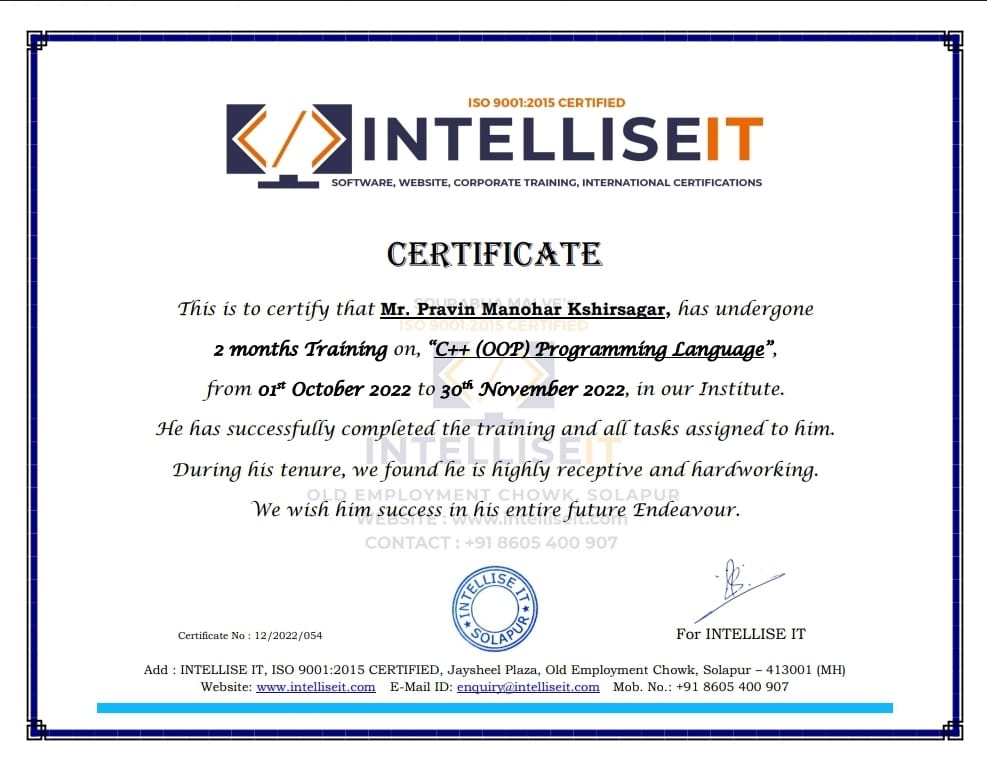 ISO 9001:2015 CERTIFIED
INTELLISEIT
SOFTWARE, WEBSITE, CORPORATE TRAINING, INTERNATIONAL CERTIFICATIONS
CERTIFICATE
This is to certify that Mr. Pravin Manohar Kshirsagar, has undergone
SOURABH MALVE's
ISO 9001:2015 CERTIFIED
2 months Training on, “C++ (OOP) Programming Language”,
from 01st October 2022 to 30th November 2022, in our Institute.
He has successfully completed the training and all tasks assigned to him.
INTELLISEIT
During his tenure, we found he is highly receptive and hardworking.
OLD EMPLOYMENT CHOWK, SOLAPUR
We wish him success in his entire future Endeavour.
WEBSITE : www.intelliseit.com
CONTACT : +91 8605 400 907
INTELLISE IT
SOLAPUR
Certificate No : 12/2022/054
For INTELLISE IT
Add : INTELLISE IT, ISO 9001:2015 CERTIFIED, Jaysheel Plaza, Old Employment Chowk, Solapur – 413001 (MH)
Website: www.intelliseit.com E-Mail ID: enquiry@intelliseit.com Mob. No.: +91 8605 400 907